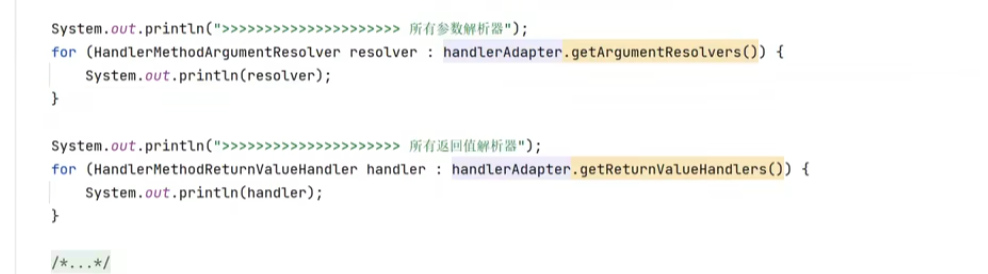 System.out.println(">>>>>>>>>>>>>>>>>>>>> 所有参数解析器");
for (HandlerMethodArgumentResolver resolver : handlerAdapter.getArgumentResolvers()) {
System.out.println(resolver);
}
System.out.println(">>>>>>>>>>>>>>>>>>>>> 所有返回值解析器");
for (HandlerMethodReturnValueHandler handler : handlerAdapter.getReturnValueHandlers()) {
System.out.println(handler);
}
/*...*/